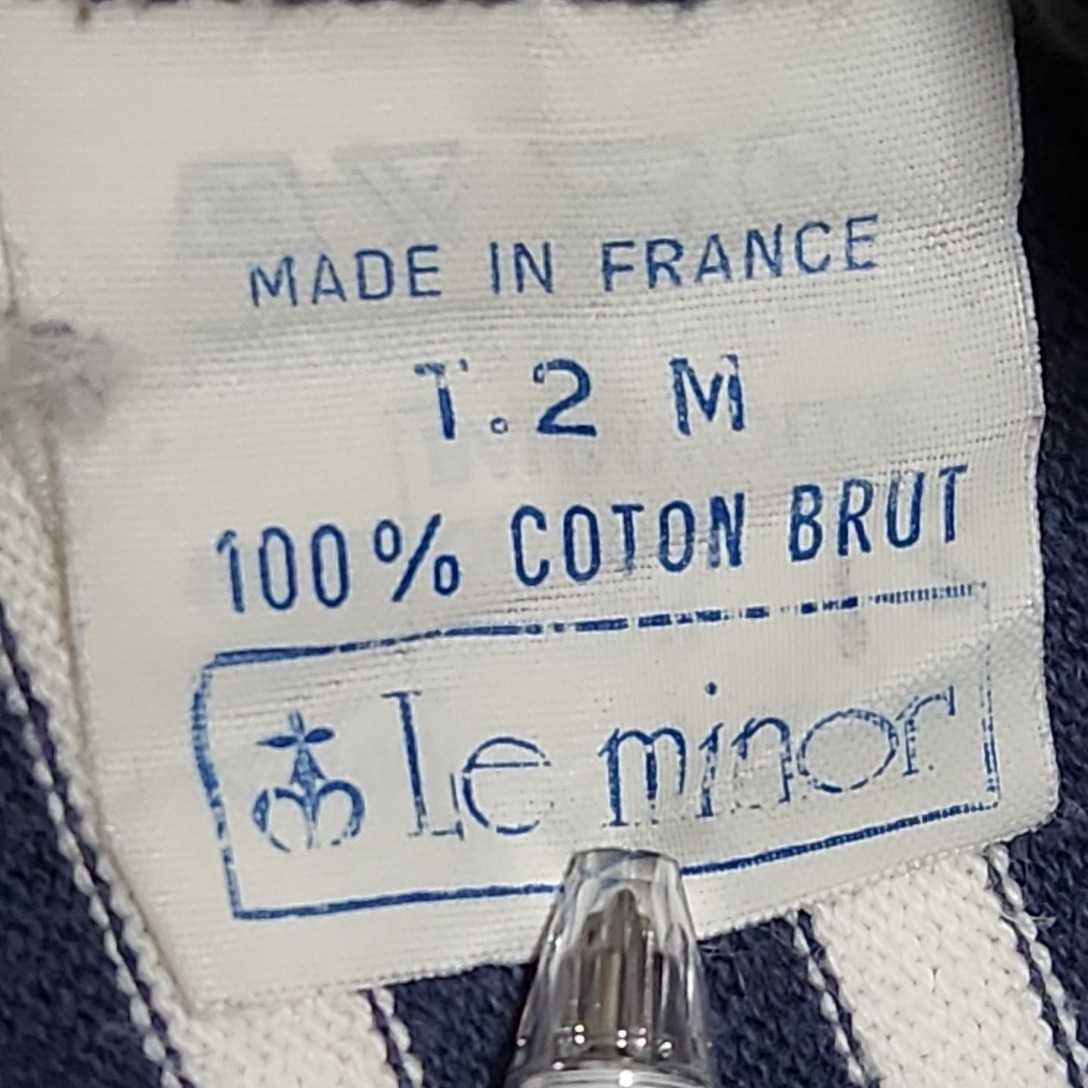 MADE IN FRANCE
T.2 M
100% COTON BRUT
Le minor